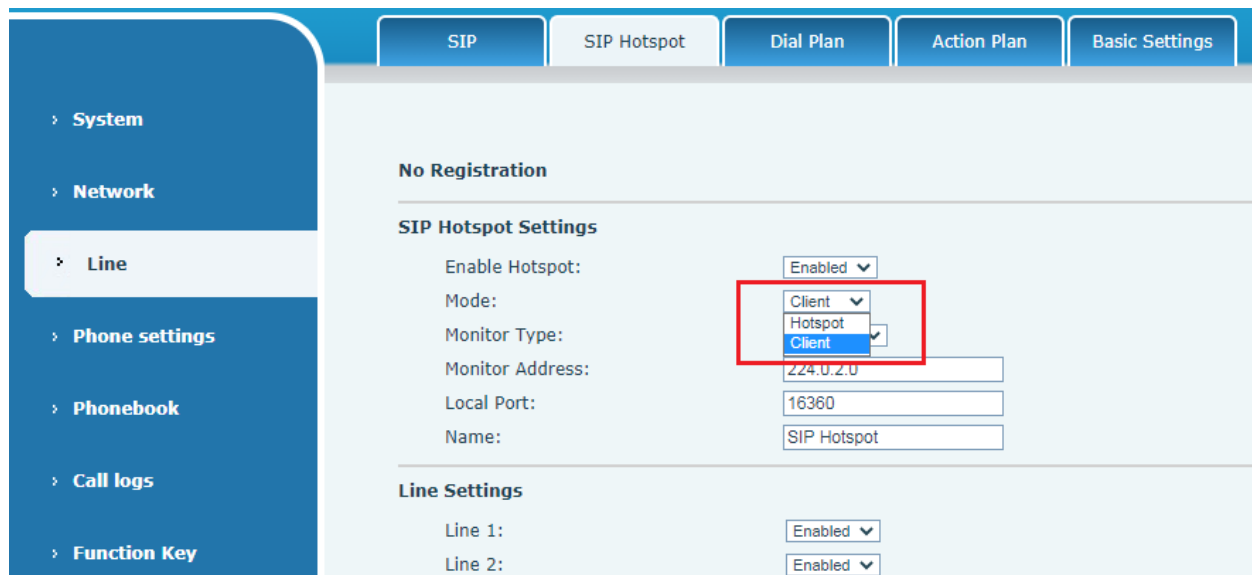 SIP
SIP Hotspot
Dial Plan
Action Plan
Basic Settings
System
Network
Line
Phone settings
Phonebook
Call logs
Function Key
No Registration
SIP Hotspot Settings
Enable Hotspot: Enabled
Mode: Client
Hotspot
Client
Monitor Type:
Monitor Address: 224.0.2.0
Local Port: 16360
Name: SIP Hotspot
Line Settings
Line 1: Enabled
Line 2: Enabled